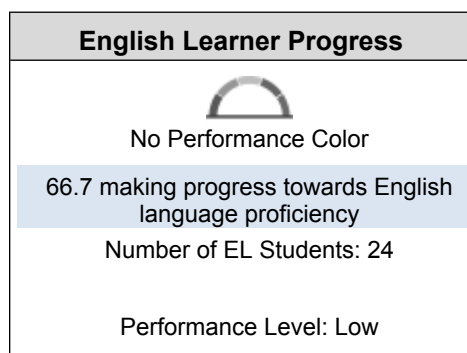 English Learner Progress
No Performance Color
66.7 making progress towards English
language proficiency
Number of EL Students: 24
Performance Level: Low